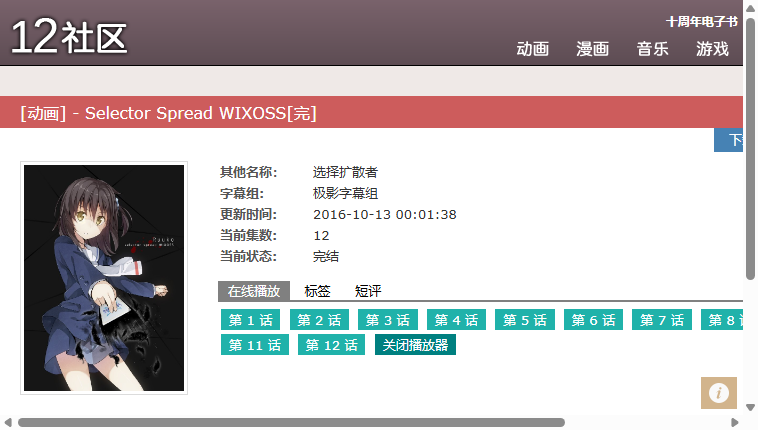 12社区
十周年电子书
动画 漫画 音乐 游戏
[动画] - Selector Spread WIXOSS[完]
其他名称： 选择扩散者
字幕组： 极影字幕组
更新时间： 2016-10-13 00:01:38
当前集数： 12
当前状态： 完结
在线播放 标签 短评
第 1 话 第 2 话 第 3 话 第 4 话 第 5 话 第 6 话 第 7 话 第 8
第 11 话 第 12 话 关闭播放器